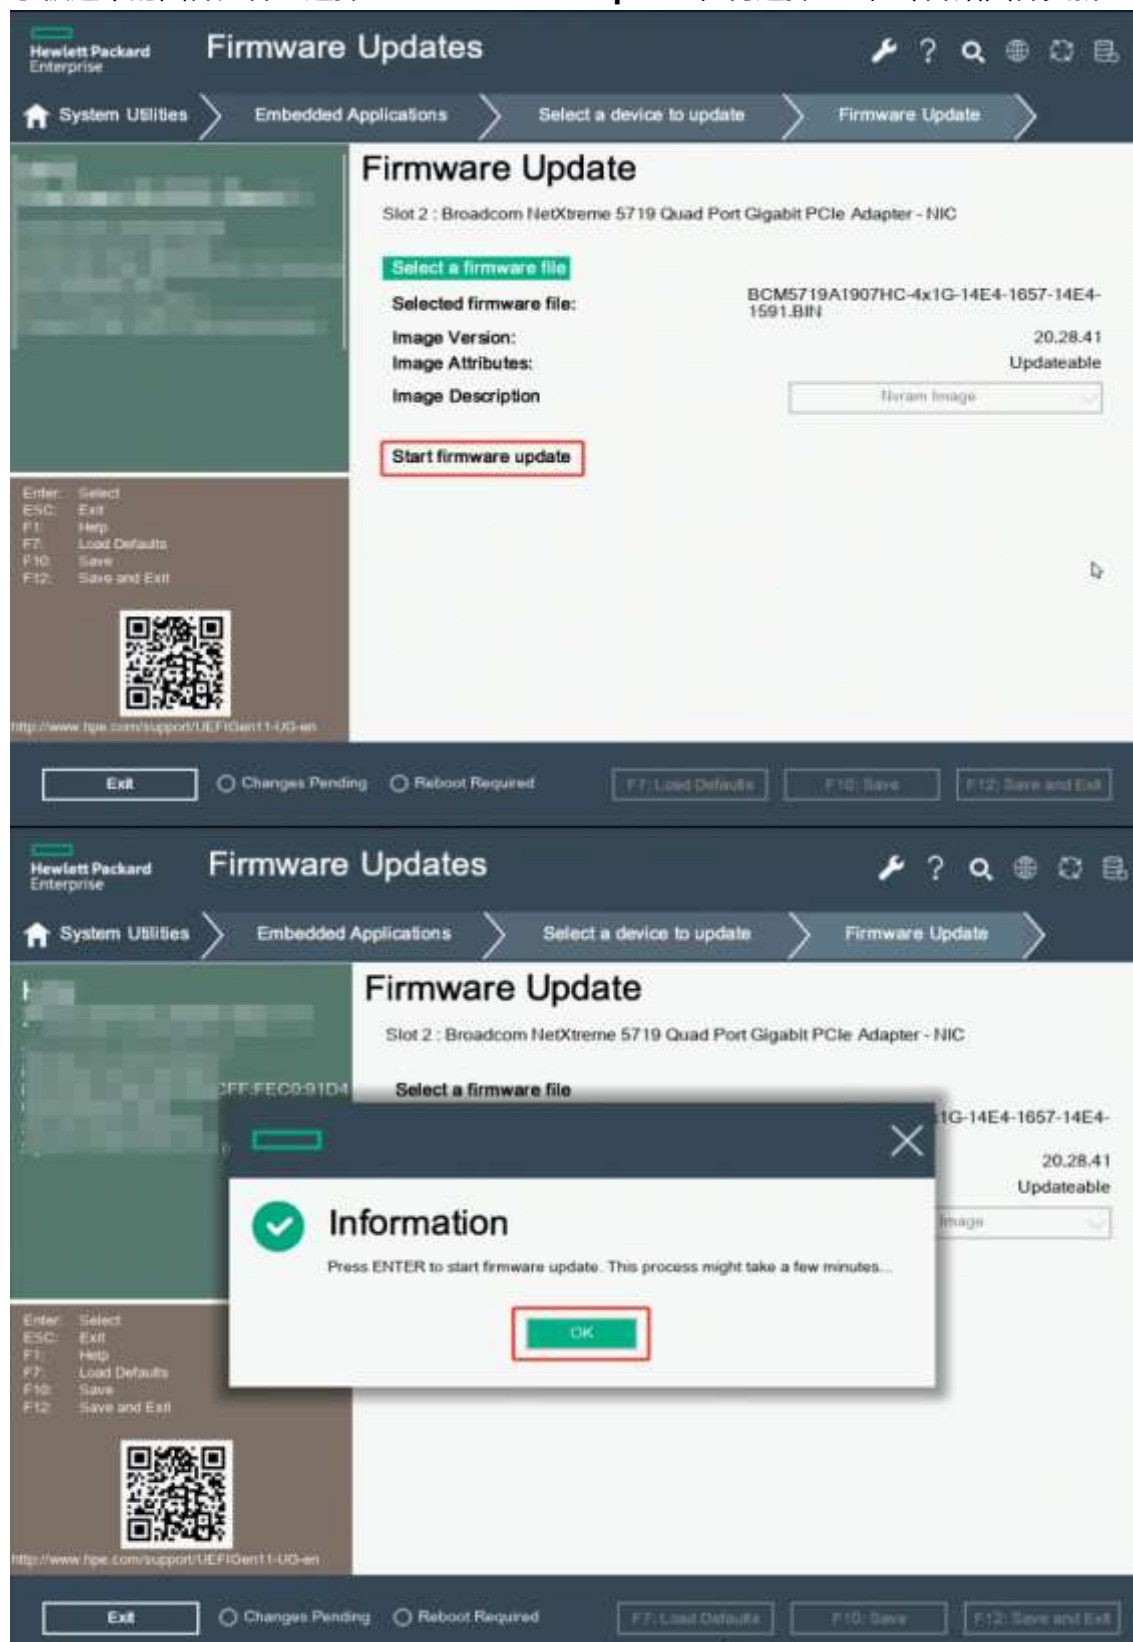 Hewlett Packard
Enterprise
Firmware Updates
System Utilities
Embedded Applications
Select a device to update
Firmware Update
Firmware Update
Slot 2 : Broadcom NetXtreme 5719 Quad Port Gigabit PCIe Adapter - NIC
Select a firmware file
Selected firmware file:
BCM5719A1907HC-4x1G-14E4-1657-14E4-
1591.BIN
Image Version:
20.28.41
Image Attributes:
Updateable
Image Description
Nvram Image
Start firmware update
Enter: Select
ESC: Exit
F1: Help
F7: Load Defaults
F10: Save
F12: Save and Exit
http://www.hpe.com/support/UEFIGen11-UG-en
Exit
Changes Pending
Reboot Required
F7: Load Defaults
F10: Save
F12: Save and Exit
Hewlett Packard
Enterprise
Firmware Updates
System Utilities
Embedded Applications
Select a device to update
Firmware Update
Firmware Update
Slot 2 : Broadcom NetXtreme 5719 Quad Port Gigabit PCIe Adapter - NIC
CFF:FEC0:91D4
Select a firmware file
1G-14E4-1657-14E4-
20.28.41
Updateable
Image
Information
Press ENTER to start firmware update. This process might take a few minutes...
OK
Enter: Select
ESC: Exit
F1: Help
F7: Load Defaults
F10: Save
F12: Save and Exit
http://www.hpe.com/support/UEFIGen11-UG-en
Exit
Changes Pending
Reboot Required
F7: Load Defaults
F10: Save
F12: Save and Exit